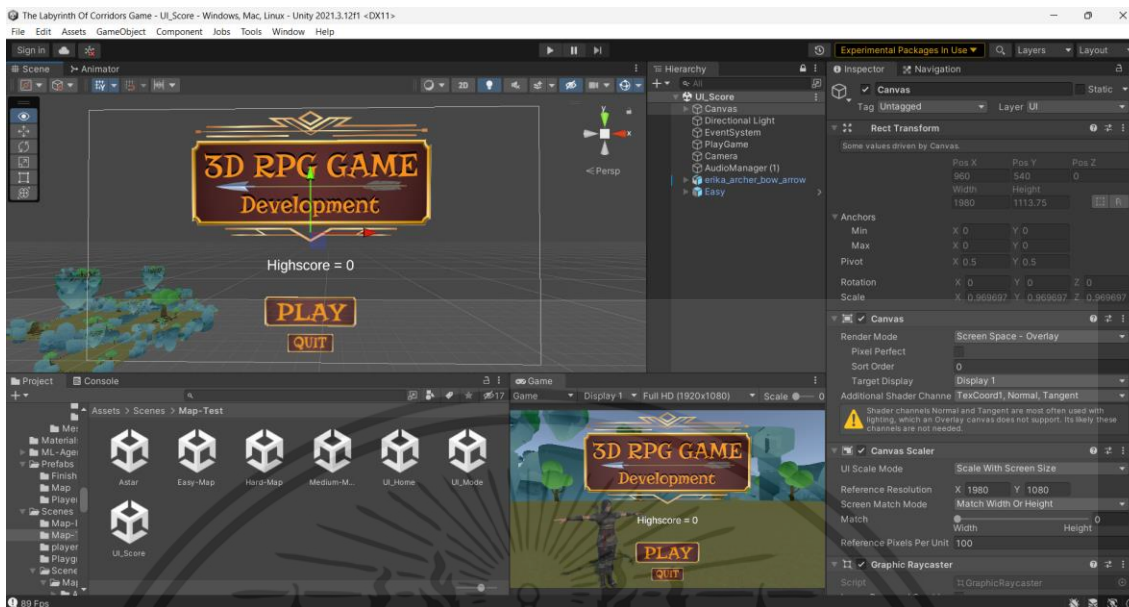 The Labyrinth Of Corridors Game - UI_Score - Windows, Mac, Linux - Unity 2021.3.12f1 <DX11>
File Edit Assets GameObject Component Jobs Tools Window Help
Sign in
Experimental Packages In Use
Layers
Layout
Scene
Animator
2D
Persp
3D RPG GAME
Development
Highscore = 0
PLAY
QUIT
Hierarchy
All
UI_Score
Canvas
Directional Light
EventSystem
PlayGame
Camera
AudioManager (1)
erika_archer_bow_arrow
Easy
Project
Console
17
Assets > Scenes > Map-Test
Materials
ML-Age
Prefabs
Finish
Map
Player
Scenes
Map-
player
Playg
Scene
Ma
Astar
Easy-Map
Hard-Map
Medium-M...
UI_Home
UI_Mode
UI_Score
Game
Game
Display 1
Full HD (1920x1080)
Scale
3D RPG GAME
Development
Highscore = 0
PLAY
QUIT
Inspector
Navigation
Canvas
Static
Tag Untagged
Layer UI
Rect Transform
Some values driven by Canvas.
Pos X Pos Y Pos Z
960 540 0
Width Height
1980 1113.75
R
Anchors
Min X 0 Y 0
Max X 0 Y 0
Pivot X 0.5 Y 0.5
Rotation X 0 Y 0 Z 0
Scale X 0.969697 Y 0.969697 Z 0.969697
Canvas
Render Mode Screen Space - Overlay
Pixel Perfect
Sort Order 0
Target Display Display 1
Additional Shader Channe TexCoord1, Normal, Tangent
Shader channels Normal and Tangent are most often used with
lighting, which an Overlay canvas does not support. Its likely these
channels are not needed.
Canvas Scaler
UI Scale Mode Scale With Screen Size
Reference Resolution X 1980 Y 1080
Screen Match Mode Match Width Or Height
Match 0
Width Height
Reference Pixels Per Unit 100
Graphic Raycaster
Script GraphicRaycaster
89 Fps